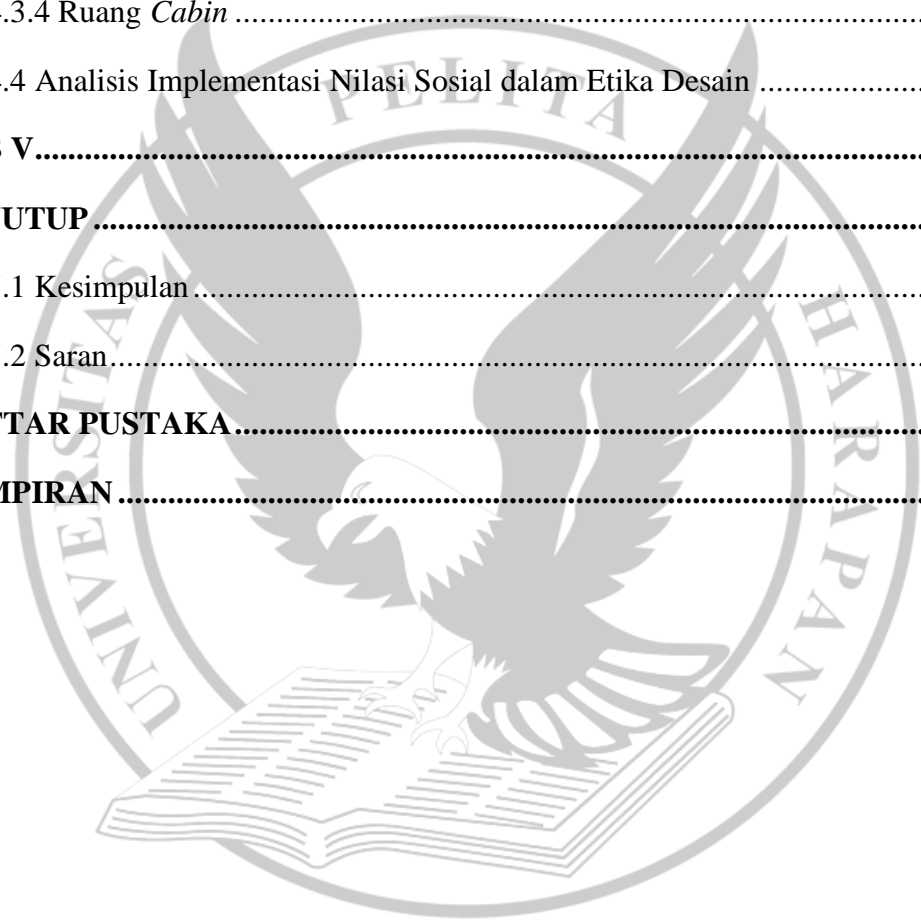 .3.4 Ruang Cabin ........................................................................................
.4 Analisis Implementasi Nilasi Sosial dalam Etika Desain .....................
V.................................................................................................................
UTUP ..........................................................................................................
.1 Kesimpulan ..............................................................................................
.2 Saran.........................................................................................................
TAR PUSTAKA.........................................................................................
MPIRAN .....................................................................................................
UNIVERSITAS PELITA HARAPAN